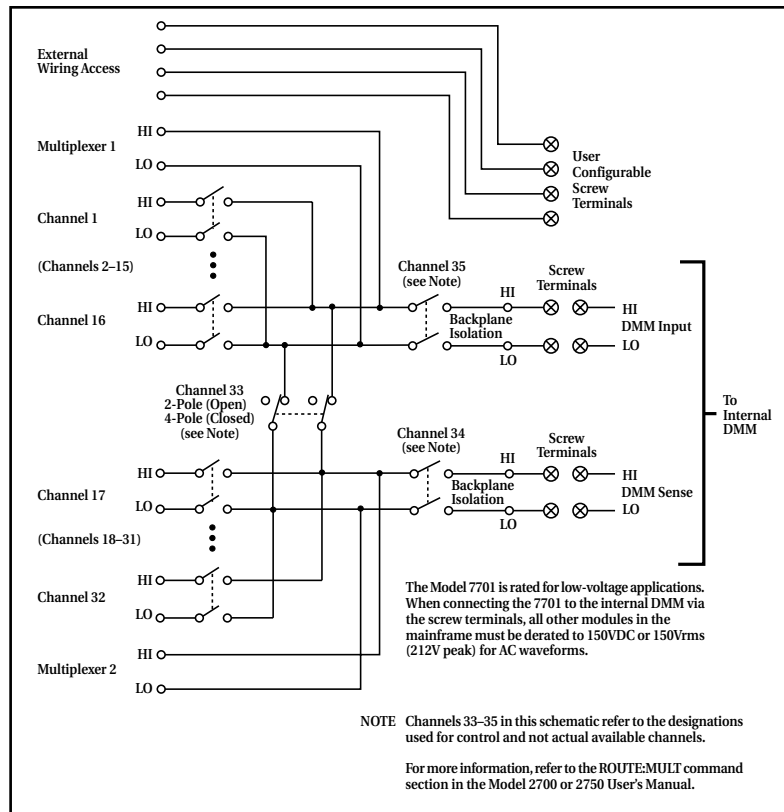 External
Wiring Access
Multiplexer 1
HI
LO
Channel 1
HI
LO
(Channels 2–15)
Channel 16
HI
LO
User
Configurable
Screw
Terminals
Channel 35
(see Note)
HI
Backplane
Isolation
LO
Screw
Terminals
HI
DMM Input
LO
Channel 33
2-Pole (Open)
4-Pole (Closed)
(see Note)
To
Internal
DMM
Channel 34
(see Note)
HI
Backplane
Isolation
LO
Screw
Terminals
HI
DMM Sense
LO
Channel 17
HI
LO
(Channels 18–31)
Channel 32
HI
LO
Multiplexer 2
HI
LO
The Model 7701 is rated for low-voltage applications.
When connecting the 7701 to the internal DMM via
the screw terminals, all other modules in the
mainframe must be derated to 150VDC or 150Vrms
(212V peak) for AC waveforms.
NOTE Channels 33–35 in this schematic refer to the designations
used for control and not actual available channels.
For more information, refer to the ROUTE:MULT command
section in the Model 2700 or 2750 User's Manual.